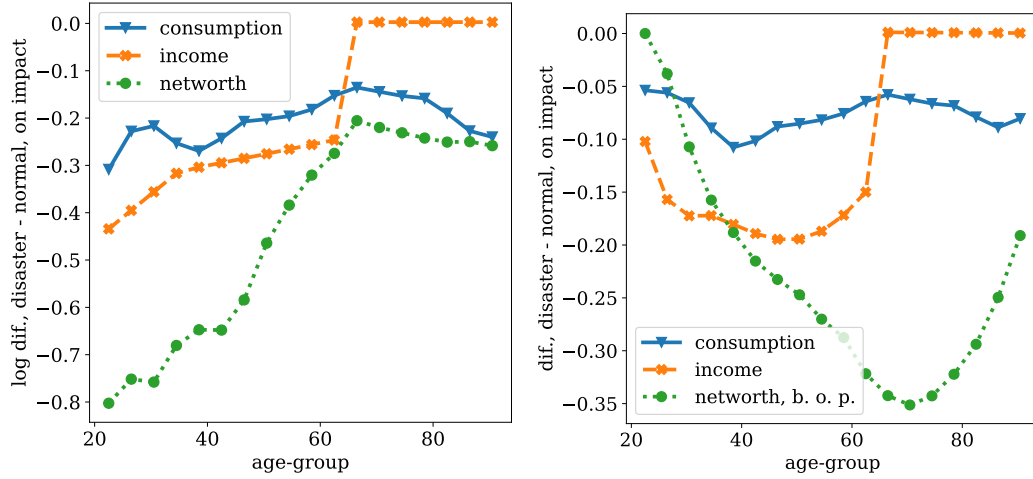 log dif., disaster - normal, on impact
0.0
−0.1
−0.2
−0.3
−0.4
−0.5
−0.6
−0.7
−0.8
consumption
income
networth
20 40 60 80
age-group
dif., disaster - normal, on impact
0.00
−0.05
−0.10
−0.15
−0.20
−0.25
−0.30
−0.35
consumption
income
networth, b. o. p.
20 40 60 80
age-group